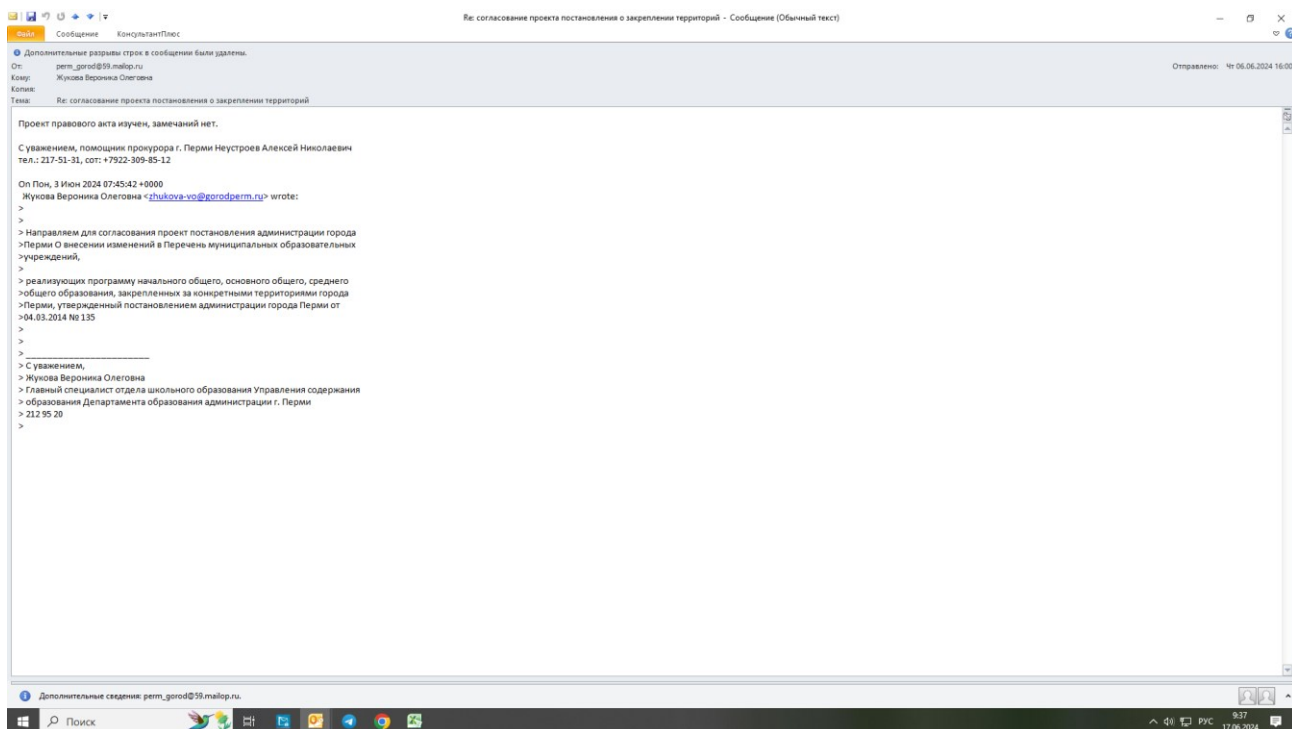 Re: согласование проекта постановления о закреплении территорий - Сообщение (Обычный текст)
Файл Сообщение КонсультантПлюс
Дополнительные разрывы строк в сообщении были удалены.
От: perm_gorod@59.mailop.ru Отправлено: Чт 06.06.2024 16:00
Кому: Жукова Вероника Олеговна
Копия:
Тема: Re: согласование проекта постановления о закреплении территорий
Проект правового акта изучен, замечаний нет.
С уважением, помощник прокурора г. Перми Неустроев Алексей Николаевич
тел.: 217-51-31, сот: +7922-309-85-12
On Пон, 3 Июн 2024 07:45:42 +0000
Жукова Вероника Олеговна <zhukova-vo@gorodperm.ru> wrote:
>
>
> Направляем для согласования проект постановления администрации города
>Перми О внесении изменений в Перечень муниципальных образовательных
>учреждений,
>
> реализующих программу начального общего, основного общего, среднего
>общего образования, закрепленных за конкретными территориями города
>Перми, утвержденный постановлением администрации города Перми от
>04.03.2014 № 135
>
>
> _______________________
> С уважением,
> Жукова Вероника Олеговна
> Главный специалист отдела школьного образования Управления содержания
> образования Департамента образования администрации г. Перми
> 212 95 20
>
Дополнительные сведения: perm_gorod@59.mailop.ru.
Поиск
РУС
9:37
17.06.2024